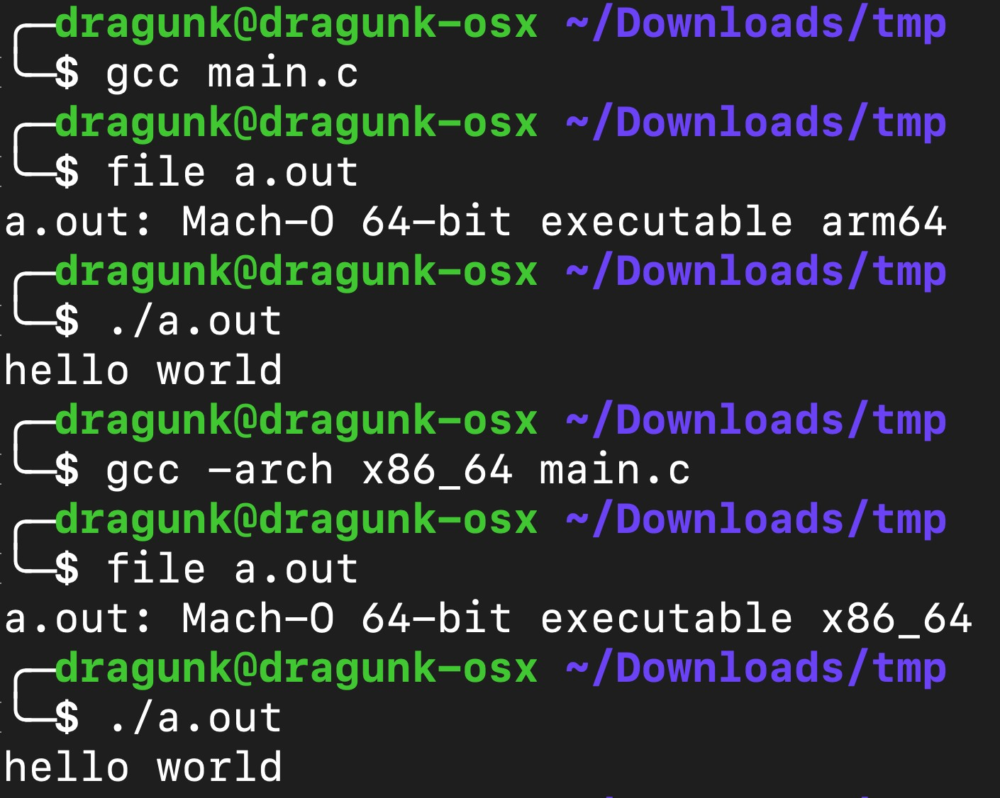 dragunk@dragunk-osx ~/Downloads/tmp
$ gcc main.c
dragunk@dragunk-osx ~/Downloads/tmp
$ file a.out
a.out: Mach-O 64-bit executable arm64
dragunk@dragunk-osx ~/Downloads/tmp
$ ./a.out
hello world
dragunk@dragunk-osx ~/Downloads/tmp
$ gcc -arch x86_64 main.c
dragunk@dragunk-osx ~/Downloads/tmp
$ file a.out
a.out: Mach-O 64-bit executable x86_64
dragunk@dragunk-osx ~/Downloads/tmp
$ ./a.out
hello world